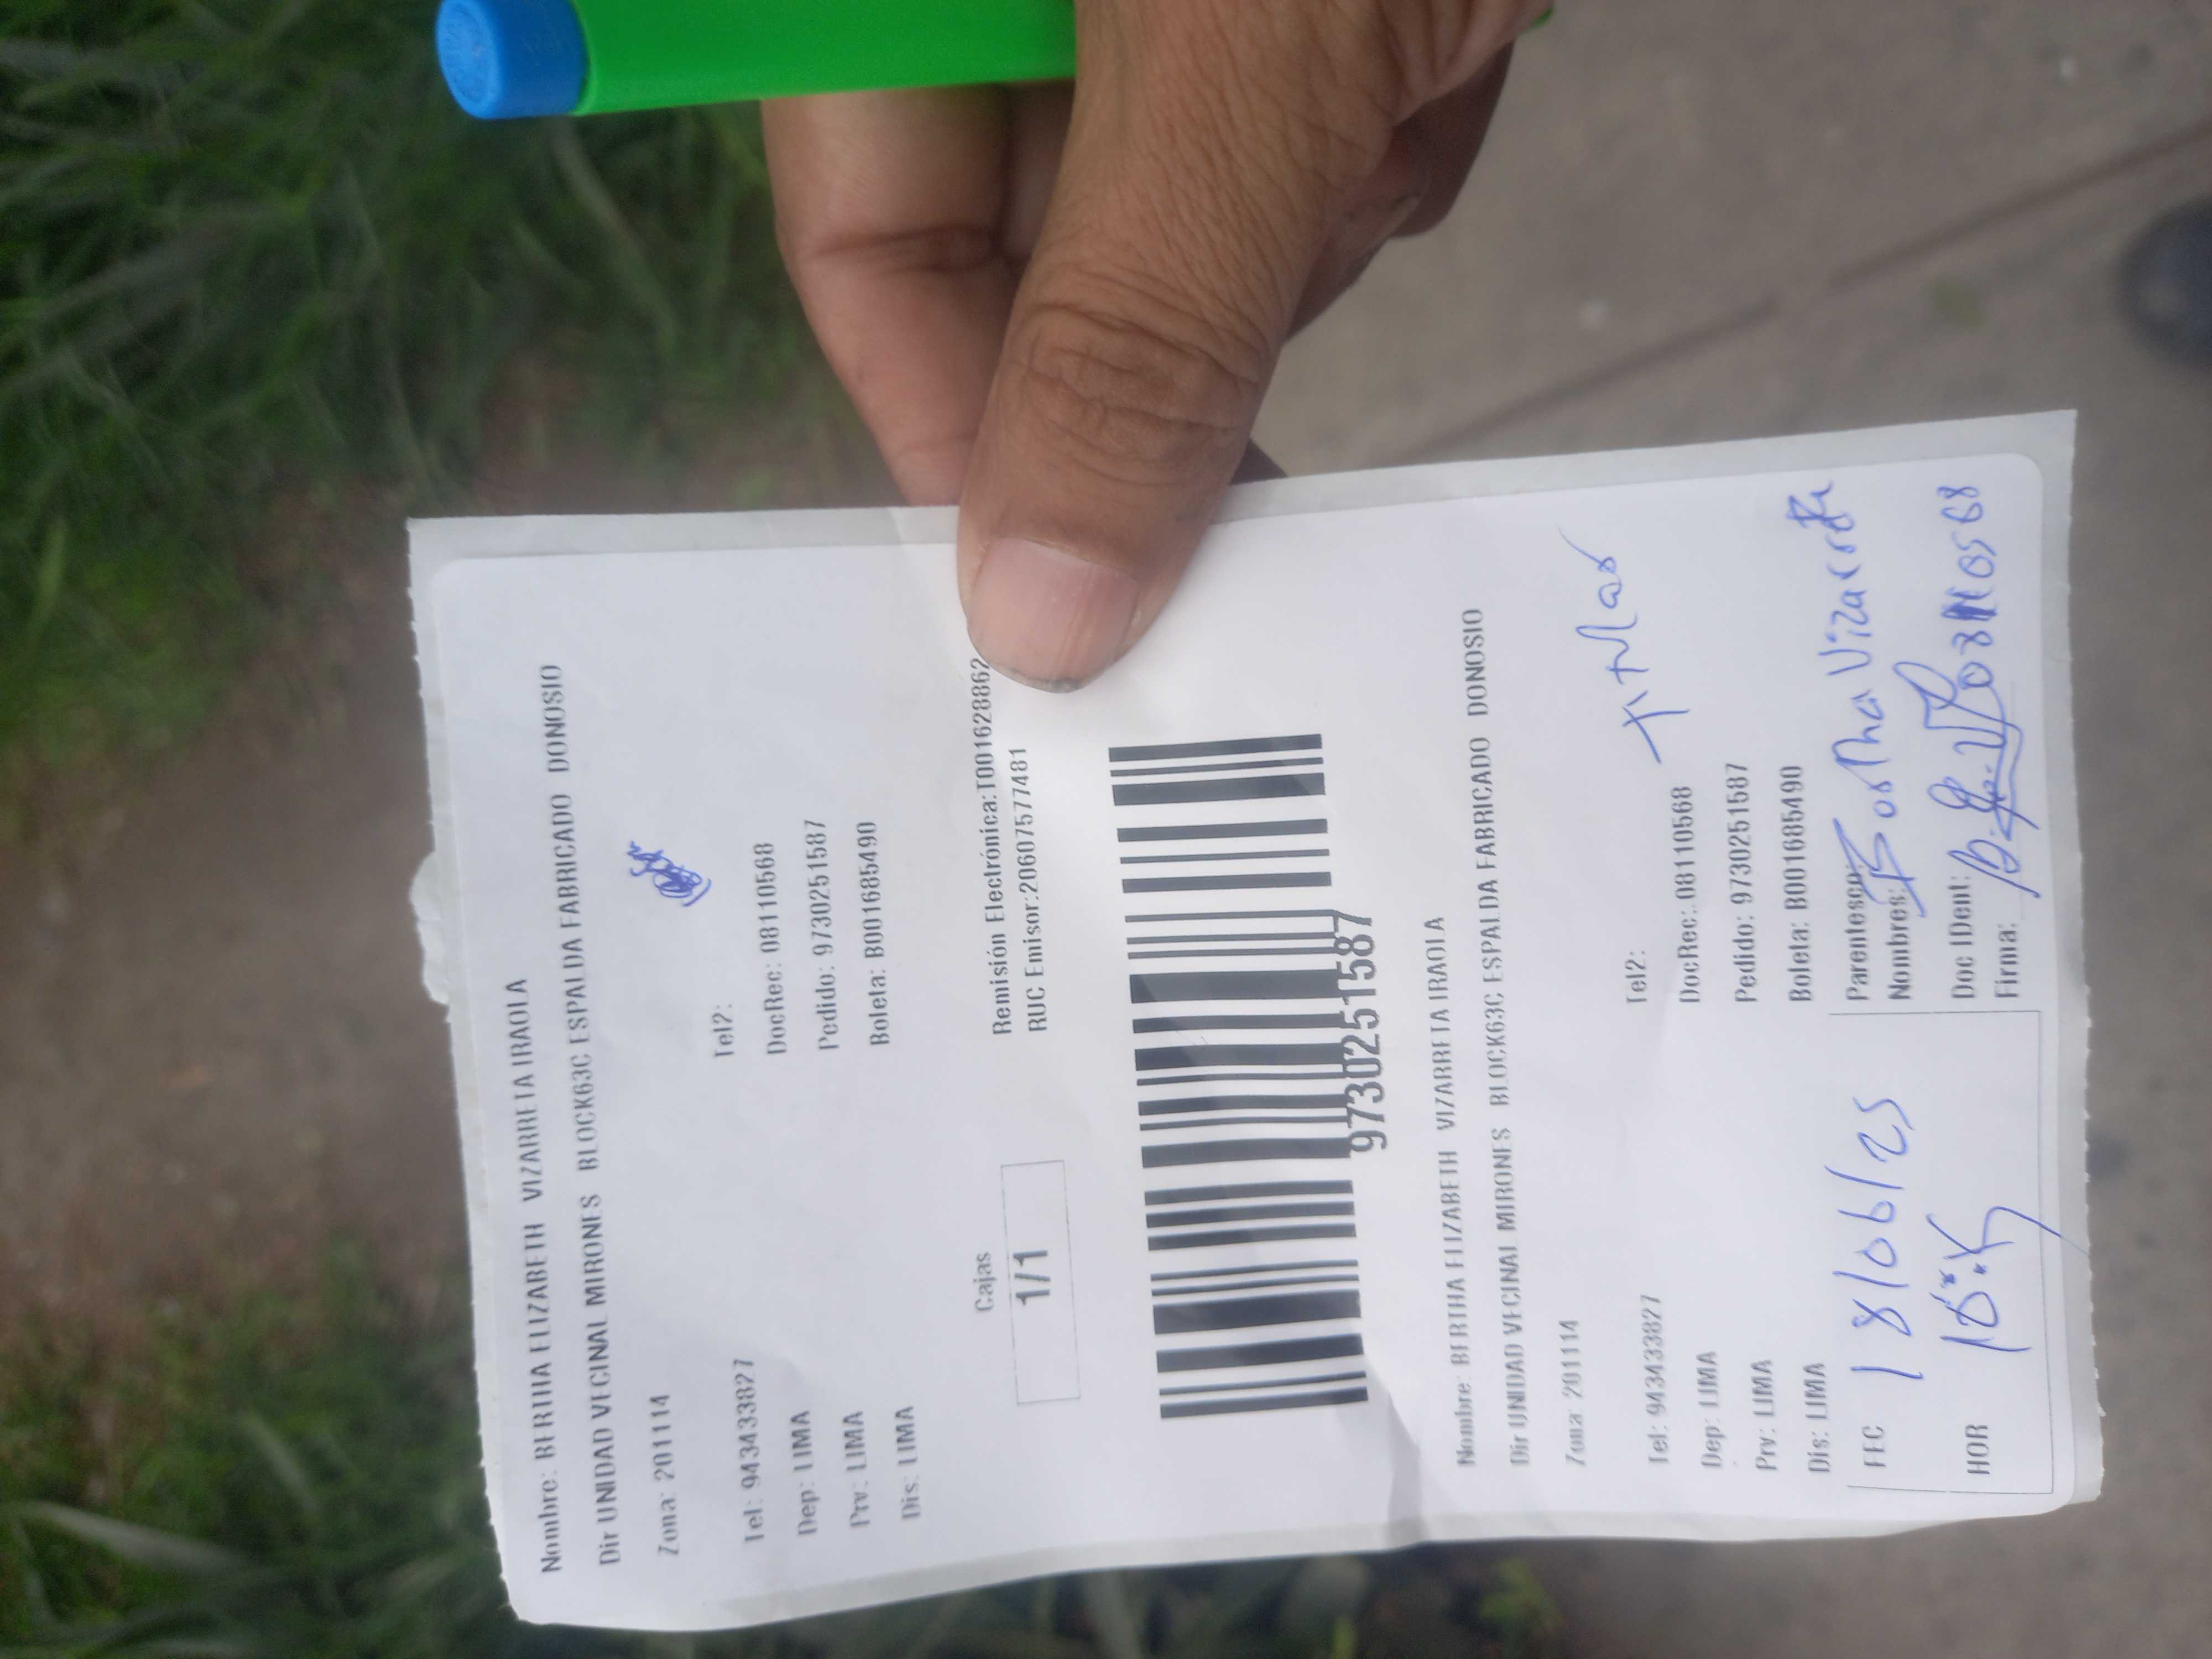 Nombre: BERTHA ELIZABETH VIZARRETA IRAOLA
Dir UNIDAD VECINAL MIRONES BLOCK63C ESPALDA FABRICADO DONOSIO
Zona: 201114
Tel: 943433827 Tel2:
Dep: LIMA DocRec: 08110568
Prv: LIMA Pedido: 9730251587
Dis: LIMA Boleta: B001685490
Cajas
1/1
Remisión Electrónica:T001628862
RUC Emisor:20607577481
9730251587
Nombre: BERTHA ELIZABETH VIZARRETA IRAOLA
Dir UNIDAD VECINAL MIRONES BLOCK63C ESPALDA FABRICADO DONOSIO
Zona: 201114
Titular
Tel: 943433827 Tel2:
Dep: LIMA DocRec: 08110568
Prv: LIMA Pedido: 9730251587
Dis: LIMA Boleta: B001685490
FEC 18/06/25
HOR
Parentesco:
Nombres: Bertha Vizarreta
Doc IDent:
Firma: